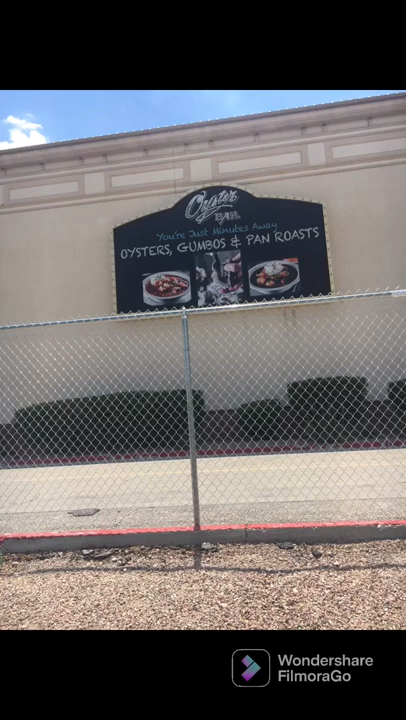 Oyster
BAR
You're Just Minutes Away
OYSTERS, GUMBOS & PAN ROASTS
Wondershare
FilmoraGo